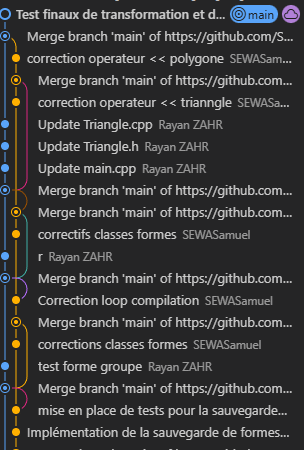 Test finaux de transformation et d... main
Merge branch 'main' of https://github.com/S...
correction operateur << polygone SEWASam...
Merge branch 'main' of https://github.com...
correction operateur << trianngle SEWASa...
Update Triangle.cpp Rayan ZAHR
Update Triangle.h Rayan ZAHR
Update main.cpp Rayan ZAHR
Merge branch 'main' of https://github.com...
Merge branch 'main' of https://github.com...
correctifs classes formes SEWASamuel
r Rayan ZAHR
Merge branch 'main' of https://github.com...
Correction loop compilation SEWASamuel
Merge branch 'main' of https://github.com...
corrections classes formes SEWASamuel
test forme groupe Rayan ZAHR
Merge branch 'main' of https://github.com...
mise en place de tests pour la sauvegarde...
Implémentation de la sauvegarde de formes...